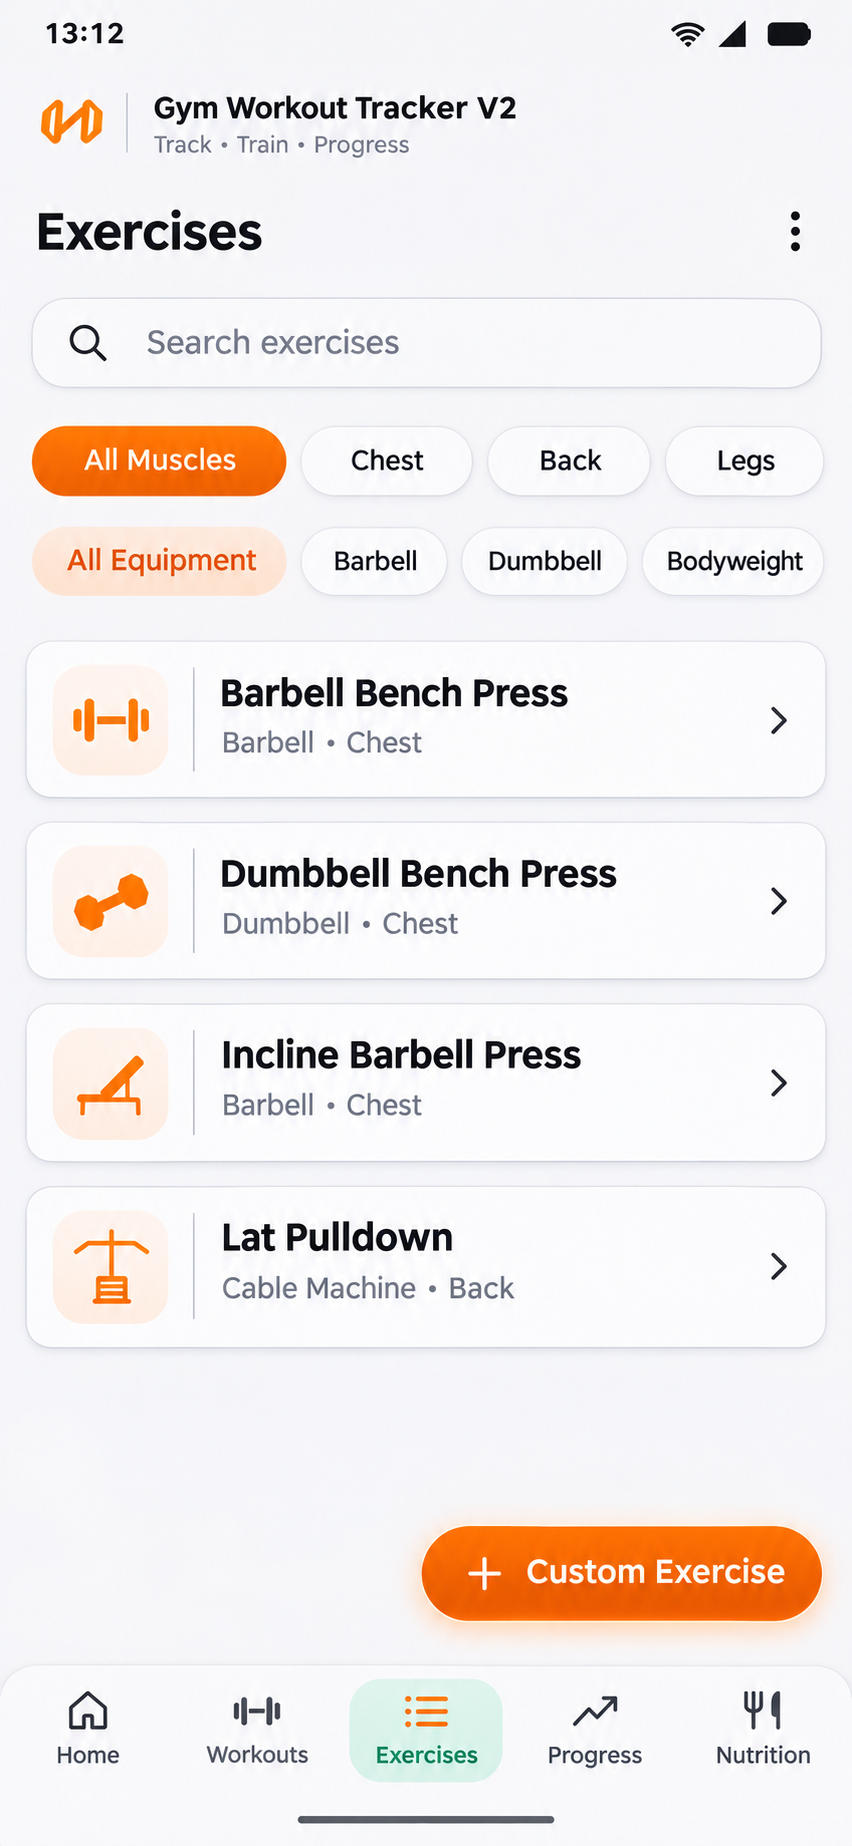 13:12
Gym Workout Tracker V2
Track • Train • Progress
Exercises
Search exercises
All Muscles Chest Back Legs
All Equipment Barbell Dumbbell Bodyweight
Barbell Bench Press
Barbell • Chest
Dumbbell Bench Press
Dumbbell • Chest
Incline Barbell Press
Barbell • Chest
Lat Pulldown
Cable Machine • Back
+ Custom Exercise
Home Workouts Exercises Progress Nutrition